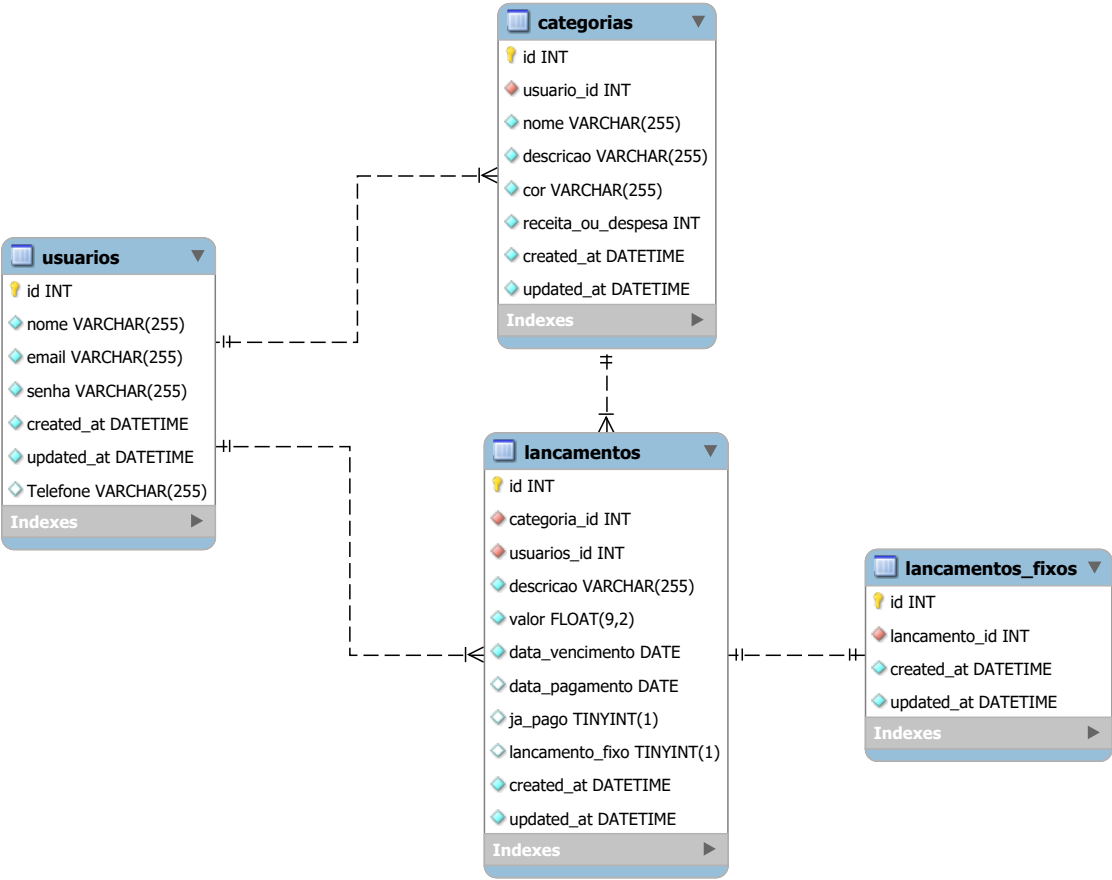 categorias
id INT
usuario_id INT
nome VARCHAR(255)
descricao VARCHAR(255)
cor VARCHAR(255)
receita_ou_despesa INT
created_at DATETIME
updated_at DATETIME
Indexes
usuarios
id INT
nome VARCHAR(255)
email VARCHAR(255)
senha VARCHAR(255)
created_at DATETIME
updated_at DATETIME
Telefone VARCHAR(255)
Indexes
lancamentos
id INT
categoria_id INT
usuarios_id INT
descricao VARCHAR(255)
valor FLOAT(9,2)
data_vencimento DATE
data_pagamento DATE
ja_pago TINYINT(1)
lancamento_fixo TINYINT(1)
created_at DATETIME
updated_at DATETIME
Indexes
lancamentos_fixos
id INT
lancamento_id INT
created_at DATETIME
updated_at DATETIME
Indexes